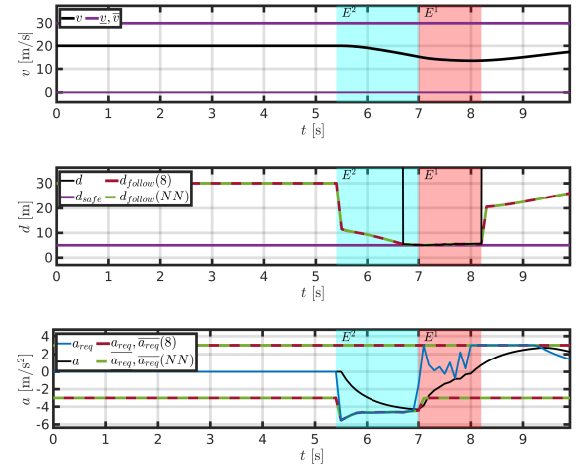 E² E¹
v v̲, v̅
30
20
10
0
v [m/s]
0 1 2 3 4 5 6 7 8 9
t [s]
E² E¹
d d_follow(8)
d_safe d_follow(NN)
30
20
10
0
d [m]
0 1 2 3 4 5 6 7 8 9
t [s]
E² E¹
a_req a̲_req, a̅_req(8)
a a̲_req, a̅_req(NN)
4
2
0
-2
-4
-6
a [m/s²]
0 1 2 3 4 5 6 7 8 9
t [s]